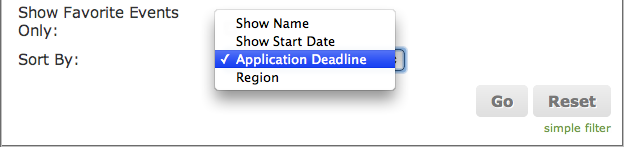 Show Favorite Events
Only:
Show Name
Show Start Date
Sort By:
✓ Application Deadline
Region
Go Reset
simple filter